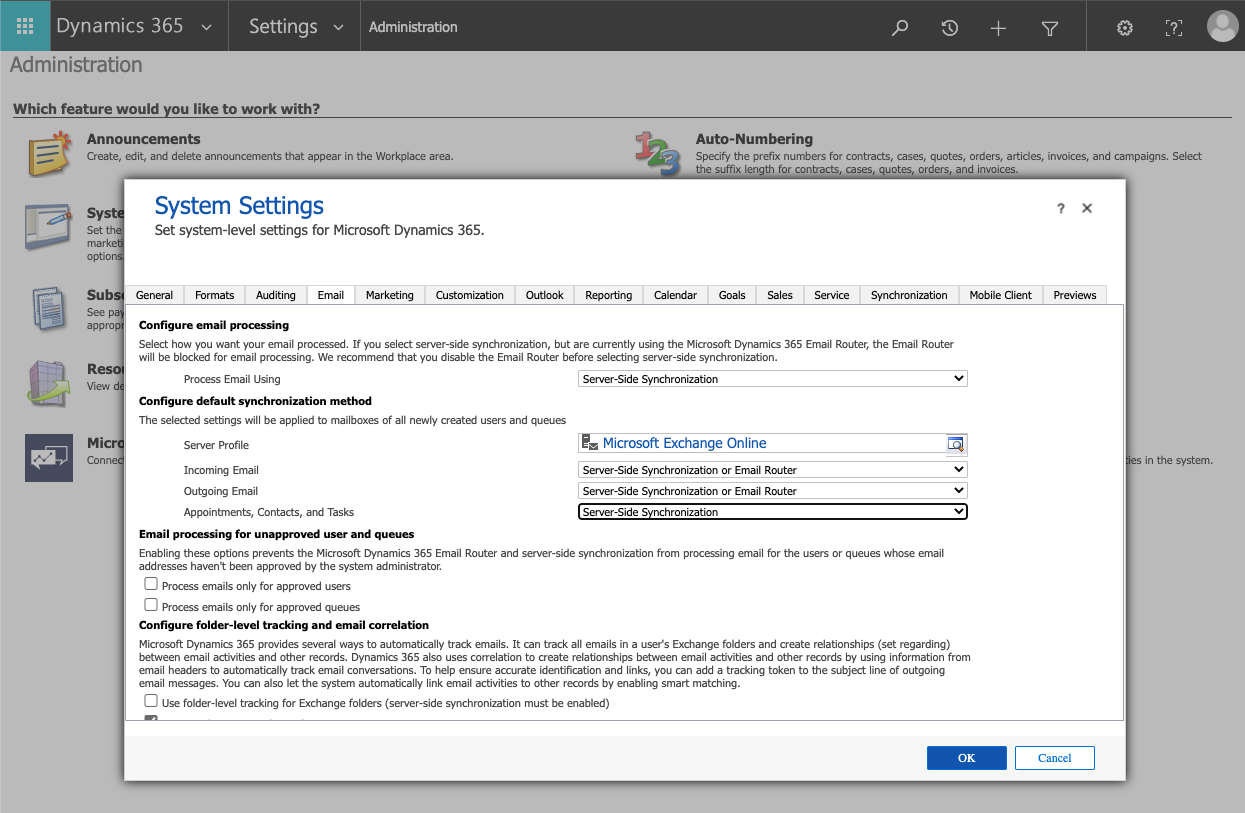 Dynamics 365
Settings
Administration
Administration
Which feature would you like to work with?
Announcements
Create, edit, and delete announcements that appear in the Workplace area.
Auto-Numbering
Specify the prefix numbers for contracts, cases, quotes, orders, articles, invoices, and campaigns. Select
the suffix length for contracts, cases, quotes, orders, and invoices.
Syste
Set the
marketi
options.
Subsc
See pay
appropr
Resou
View de
Micro
Connec
ties in the system.
System Settings
Set system-level settings for Microsoft Dynamics 365.
?
General Formats Auditing Email Marketing Customization Outlook Reporting Calendar Goals Sales Service Synchronization Mobile Client Previews
Configure email processing
Select how you want your email processed. If you select server-side synchronization, but are currently using the Microsoft Dynamics 365 Email Router, the Email Router
will be blocked for email processing. We recommend that you disable the Email Router before selecting server-side synchronization.
Process Email Using Server-Side Synchronization
Configure default synchronization method
The selected settings will be applied to mailboxes of all newly created users and queues
Server Profile Microsoft Exchange Online
Incoming Email Server-Side Synchronization or Email Router
Outgoing Email Server-Side Synchronization or Email Router
Appointments, Contacts, and Tasks Server-Side Synchronization
Email processing for unapproved user and queues
Enabling these options prevents the Microsoft Dynamics 365 Email Router and server-side synchronization from processing email for the users or queues whose email
addresses haven't been approved by the system administrator.
Process emails only for approved users
Process emails only for approved queues
Configure folder-level tracking and email correlation
Microsoft Dynamics 365 provides several ways to automatically track emails. It can track all emails in a user's Exchange folders and create relationships (set regarding)
between email activities and other records. Dynamics 365 also uses correlation to create relationships between email activities and other records by using information from
email headers to automatically track email conversations. To help ensure accurate identification and links, you can add a tracking token to the subject line of outgoing
email messages. You can also let the system automatically link email activities to other records by enabling smart matching.
Use folder-level tracking for Exchange folders (server-side synchronization must be enabled)
OK
Cancel